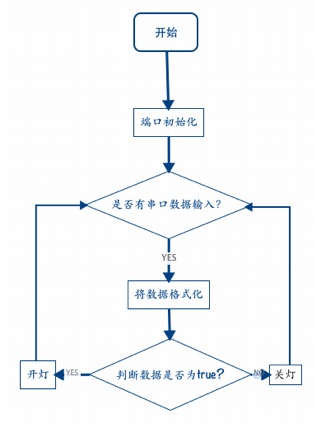 开始
端口初始化
是否有串口数据输入?
YES
将数据格式化
开灯
YES
判断数据是否为true?
NO
关灯